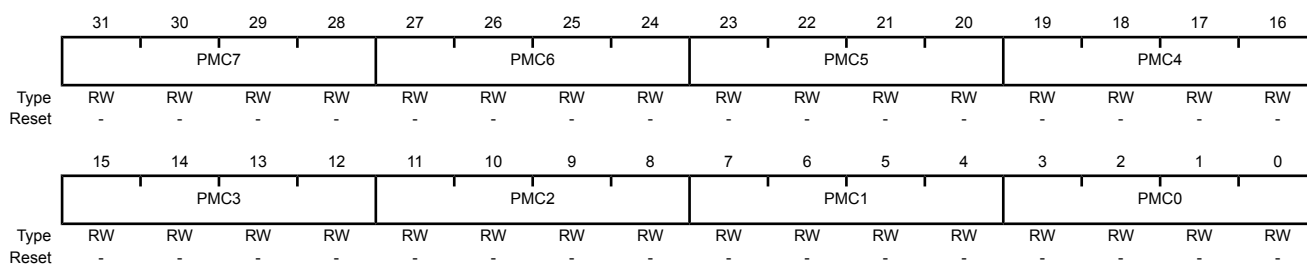 31 30 29 28 27 26 25 24 23 22 21 20 19 18 17 16
PMC7 PMC6 PMC5 PMC4
Type RW RW RW RW RW RW RW RW RW RW RW RW RW RW RW RW
Reset - - - - - - - - - - - - - - - -
15 14 13 12 11 10 9 8 7 6 5 4 3 2 1 0
PMC3 PMC2 PMC1 PMC0
Type RW RW RW RW RW RW RW RW RW RW RW RW RW RW RW RW
Reset - - - - - - - - - - - - - - - -